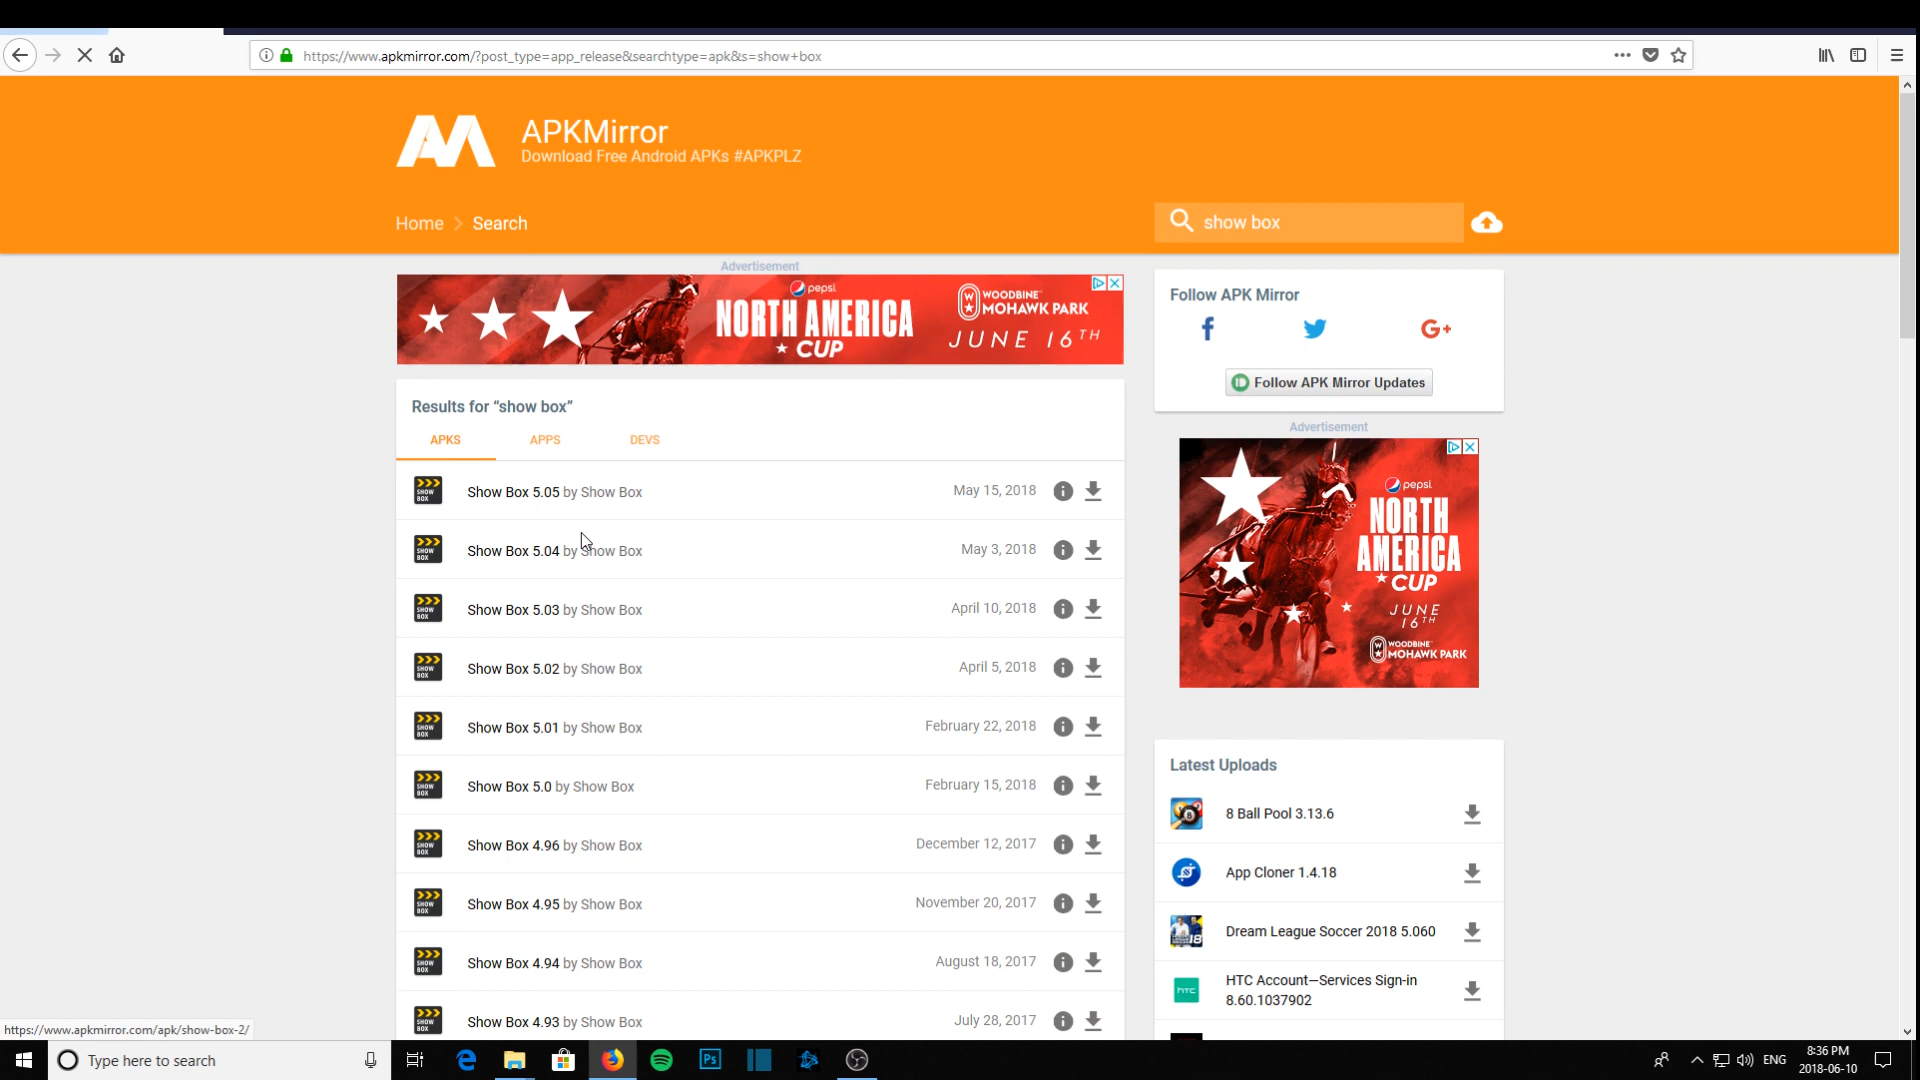 https://www.apkmirror.com/?post_type=app_release&searchtype=apk&s=show+box
APKMirror
Download Free Android APKs #APKPLZ
Home > Search
show box
Advertisement
pepsi
NORTH AMERICA
CUP
WOODBINE
MOHAWK PARK
JUNE 16TH
Results for “show box”
APKS APPS DEVS
Show Box 5.05 by Show Box May 15, 2018
Show Box 5.04 by Show Box May 3, 2018
Show Box 5.03 by Show Box April 10, 2018
Show Box 5.02 by Show Box April 5, 2018
Show Box 5.01 by Show Box February 22, 2018
Show Box 5.0 by Show Box February 15, 2018
Show Box 4.96 by Show Box December 12, 2017
Show Box 4.95 by Show Box November 20, 2017
Show Box 4.94 by Show Box August 18, 2017
Show Box 4.93 by Show Box July 28, 2017
Follow APK Mirror
G+
Follow APK Mirror Updates
Advertisement
pepsi
NORTH
AMERICA
CUP
JUNE
16TH
WOODBINE
MOHAWK PARK
Latest Uploads
8 Ball Pool 3.13.6
App Cloner 1.4.18
Dream League Soccer 2018 5.060
HTC Account—Services Sign-in
8.60.1037902
https://www.apkmirror.com/apk/show-box-2/
Type here to search
Ps
ENG
8:36 PM
2018-06-10